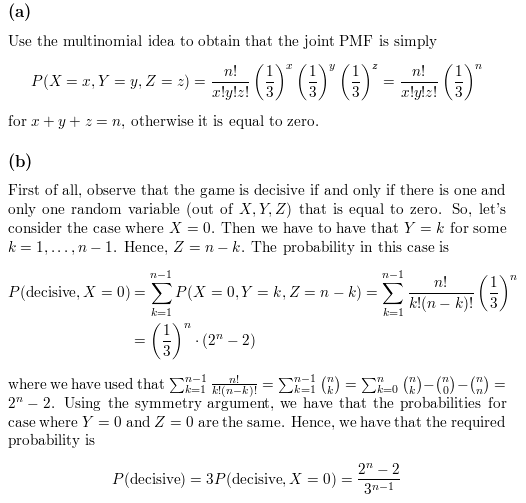 (a)
Use the multinomial idea to obtain that the joint PMF is simply
P(X = x, Y = y, Z = z) = \frac{n!}{x!y!z!} \left(\frac{1}{3}\right)^x \left(\frac{1}{3}\right)^y \left(\frac{1}{3}\right)^z = \frac{n!}{x!y!z!} \left(\frac{1}{3}\right)^n
for x + y + z = n, otherwise it is equal to zero.
(b)
First of all, observe that the game is decisive if and only if there is one and
only one random variable (out of X, Y, Z) that is equal to zero. So, let's
consider the case where X = 0. Then we have to have that Y = k for some
k = 1, . . . , n − 1. Hence, Z = n − k. The probability in this case is
P(decisive, X = 0) = \sum_{k=1}^{n-1} P(X = 0, Y = k, Z = n − k) = \sum_{k=1}^{n-1} \frac{n!}{k!(n − k)!} \left(\frac{1}{3}\right)^n
= \left(\frac{1}{3}\right)^n · (2^n − 2)
where we have used that \sum_{k=1}^{n-1} \frac{n!}{k!(n-k)!} = \sum_{k=1}^{n-1} \binom{n}{k} = \sum_{k=0}^{n} \binom{n}{k} − \binom{n}{0} − \binom{n}{n} =
2^n − 2. Using the symmetry argument, we have that the probabilities for
case where Y = 0 and Z = 0 are the same. Hence, we have that the required
probability is
P(decisive) = 3P(decisive, X = 0) = \frac{2^n − 2}{3^{n−1}}